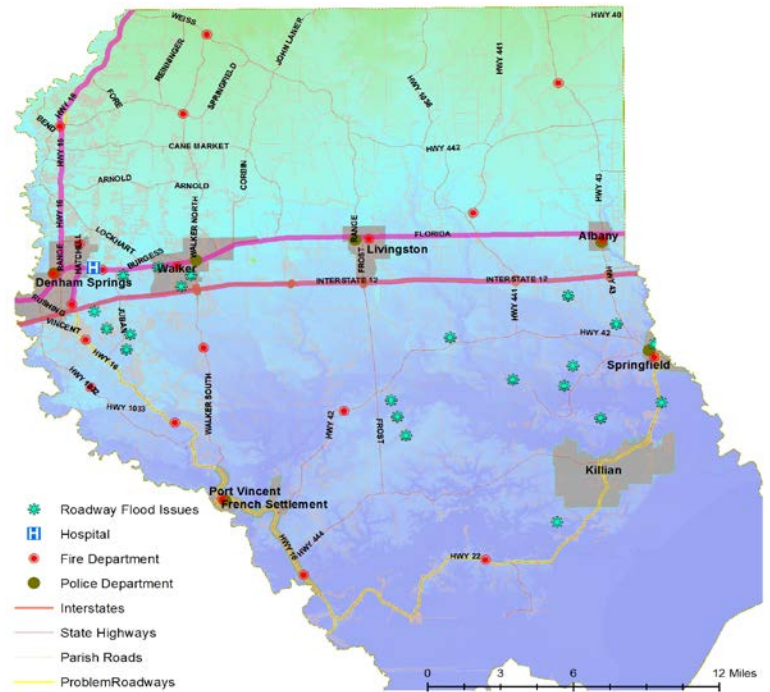 WEISS
HWY 40
JOHN LANIER
HWY 441
SPRINGFIELD
HWY 16
FORE
HWY 1036
BEND
HWY 16
CANE MARKET
HWY 442
CORBIN
ARNOLD
ARNOLD
HWY 43
HWY 16
WALKER NORTH
LOCKHART
RANGE
FLORIDA
Albany
HATCHELL
BURGESS
Livingston
RANGE
Walker
FROST
Denham Springs
INTERSTATE 12
INTERSTATE 12
HWY 441
HWY 43
RUSHING
VINCENT
JUBAN
HWY 42
HWY 16
Springfield
HWY 1032
HWY 1033
WALKER SOUTH
HWY 42
FROST
Killian
Port Vincent
French Settlement
HWY 16
HWY 444
HWY 22
Roadway Flood Issues
H Hospital
Fire Department
Police Department
Interstates
State Highways
Parish Roads
ProblemRoadways
0 3 6 12 Miles